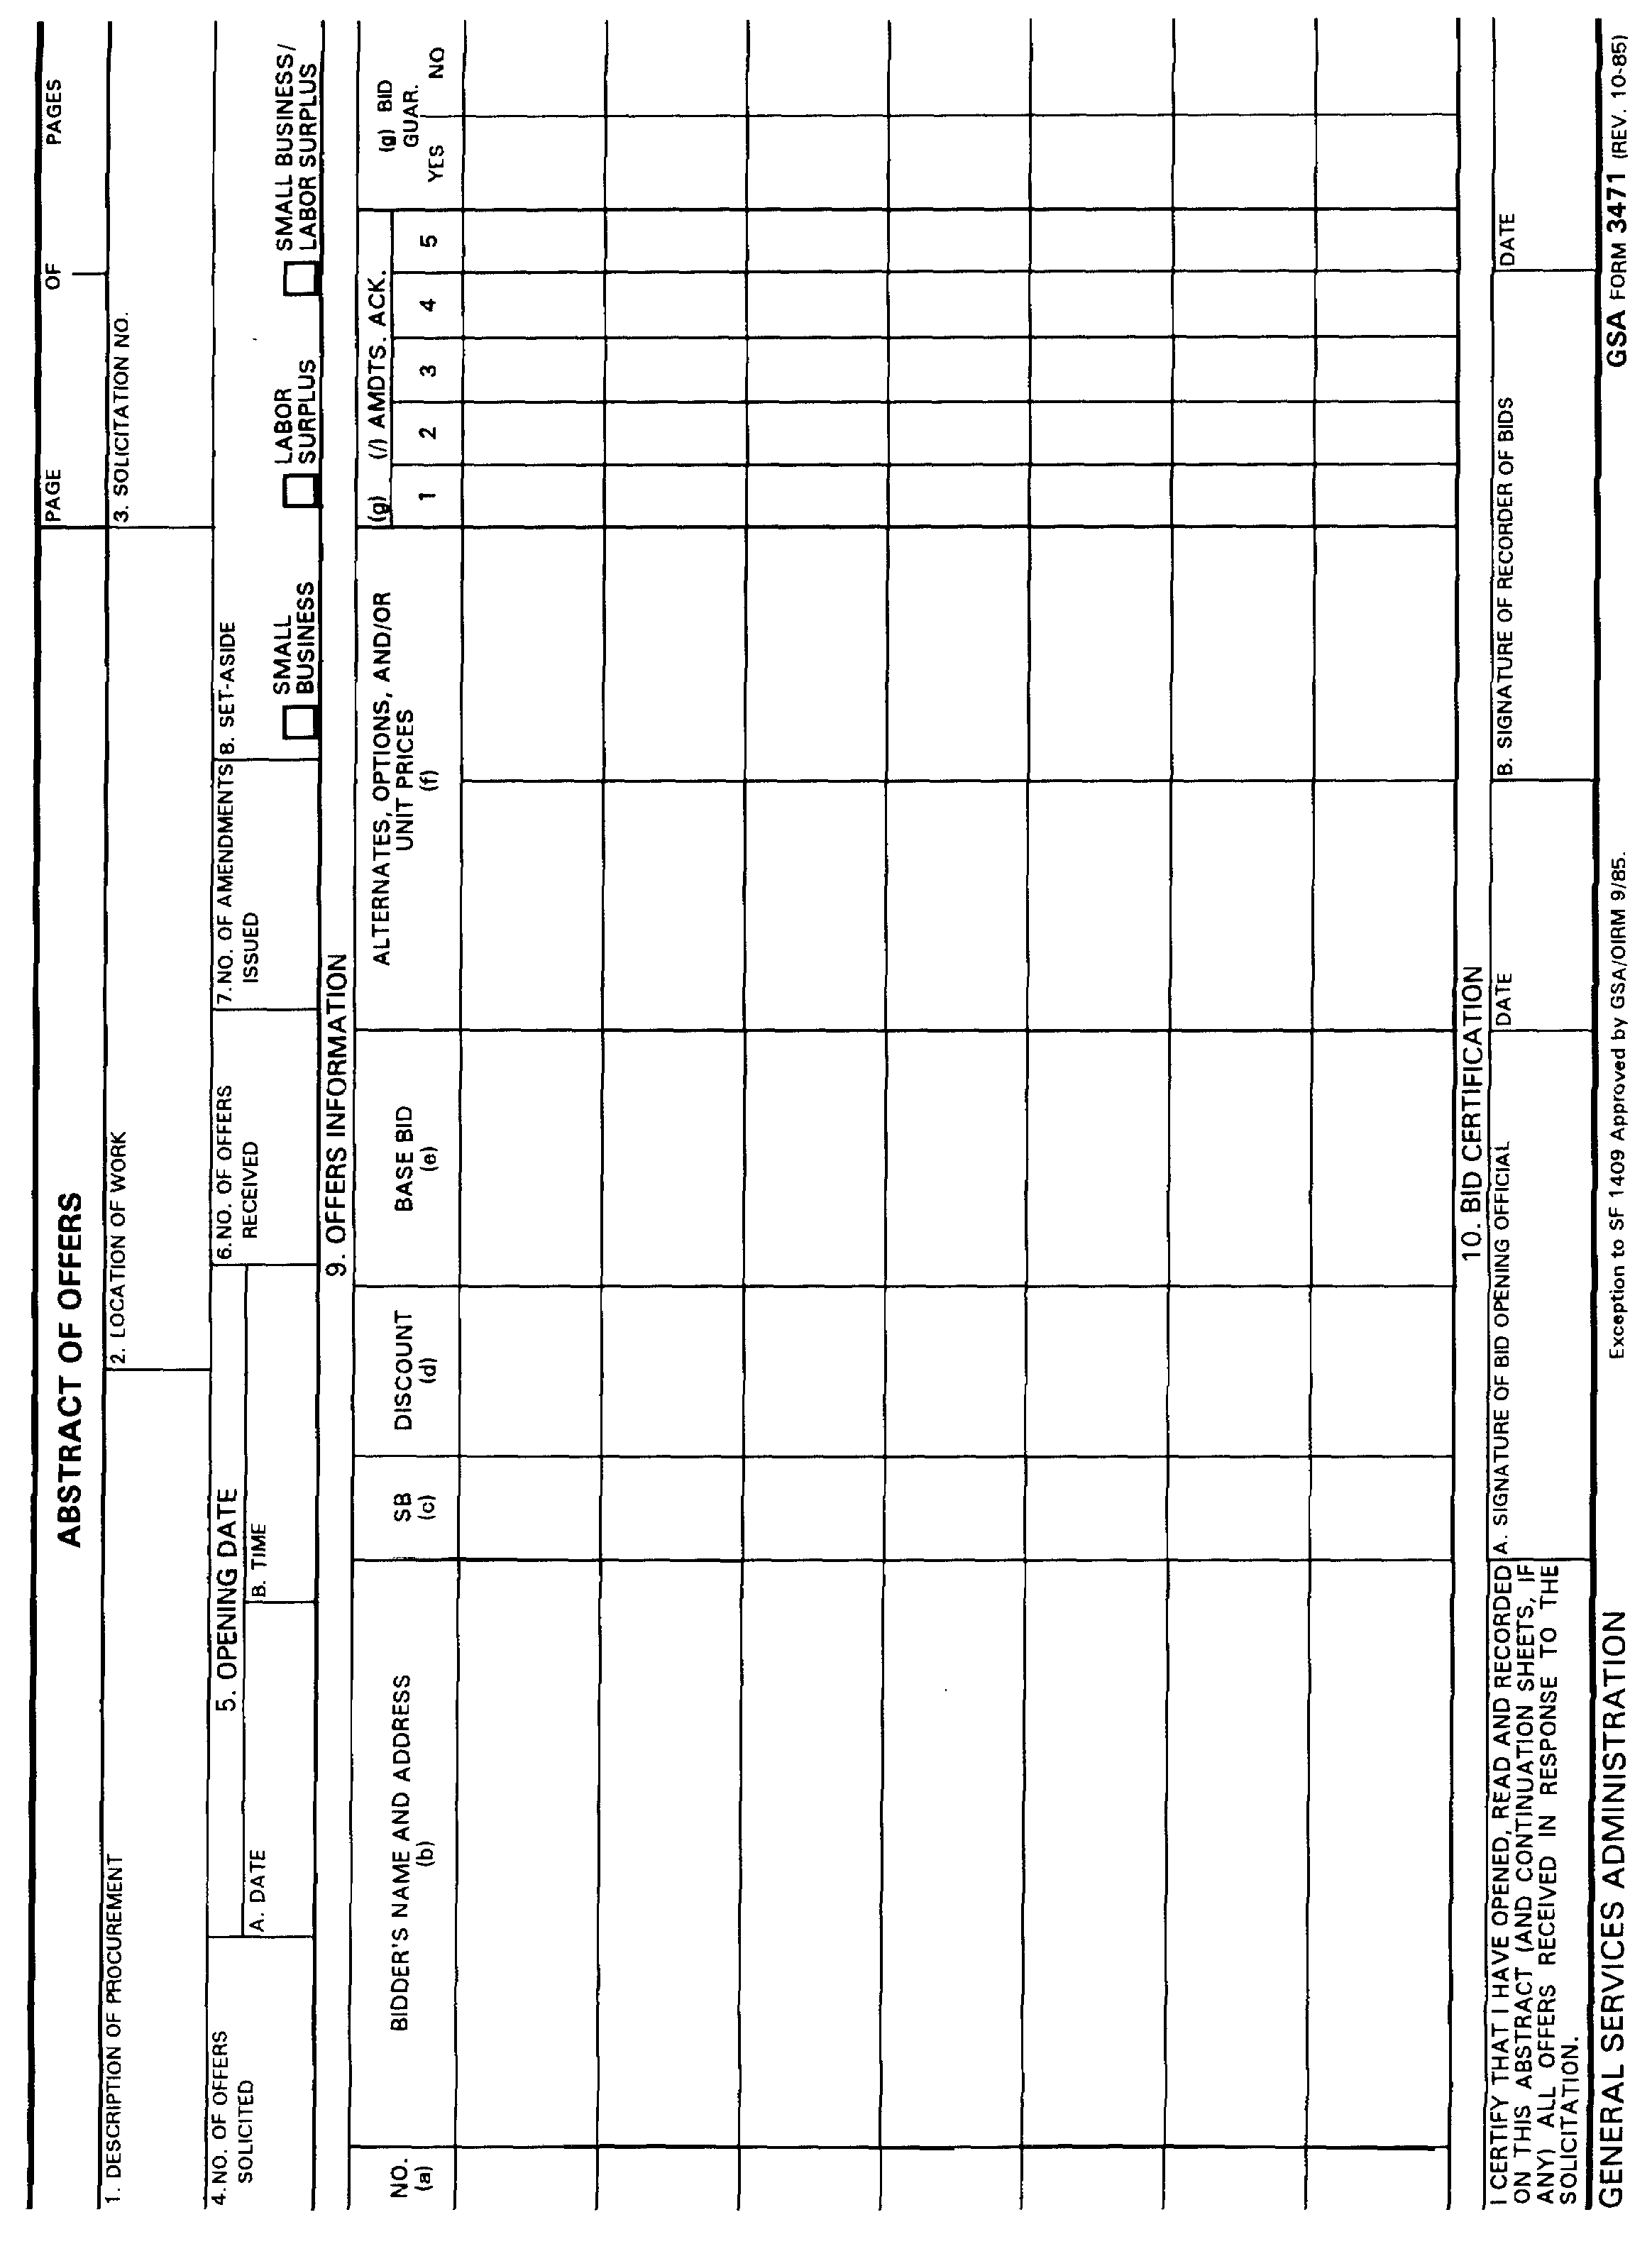 ABSTRACT OF OFFERS
PAGE OF PAGES
1. DESCRIPTION OF PROCUREMENT
2. LOCATION OF WORK
3. SOLICITATION NO.
4. NO. OF OFFERS
SOLICITED
5. OPENING DATE
A. DATE
B. TIME
6. NO. OF OFFERS
RECEIVED
7. NO. OF AMENDMENTS
ISSUED
8. SET-ASIDE
SMALL
BUSINESS
LABOR
SURPLUS
SMALL BUSINESS/
LABOR SURPLUS
9. OFFERS INFORMATION
NO.
(a)
BIDDER'S NAME AND ADDRESS
(b)
SB
(c)
DISCOUNT
(d)
BASE BID
(e)
ALTERNATES, OPTIONS, AND/OR
UNIT PRICES
(f)
(g) (/) AMDTS. ACK.
1 2 3 4 5
(g) BID
GUAR.
YES NO
10. BID CERTIFICATION
I CERTIFY THAT I HAVE OPENED, READ AND RECORDED
ON THIS ABSTRACT (AND CONTINUATION SHEETS, IF
ANY) ALL OFFERS RECEIVED IN RESPONSE TO THE
SOLICITATION.
A. SIGNATURE OF BID OPENING OFFICIAL
DATE
B. SIGNATURE OF RECORDER OF BIDS
DATE
GENERAL SERVICES ADMINISTRATION
Exception to SF 1409 Approved by GSA/OIRM 9/85.
GSA FORM 3471 (REV. 10-85)